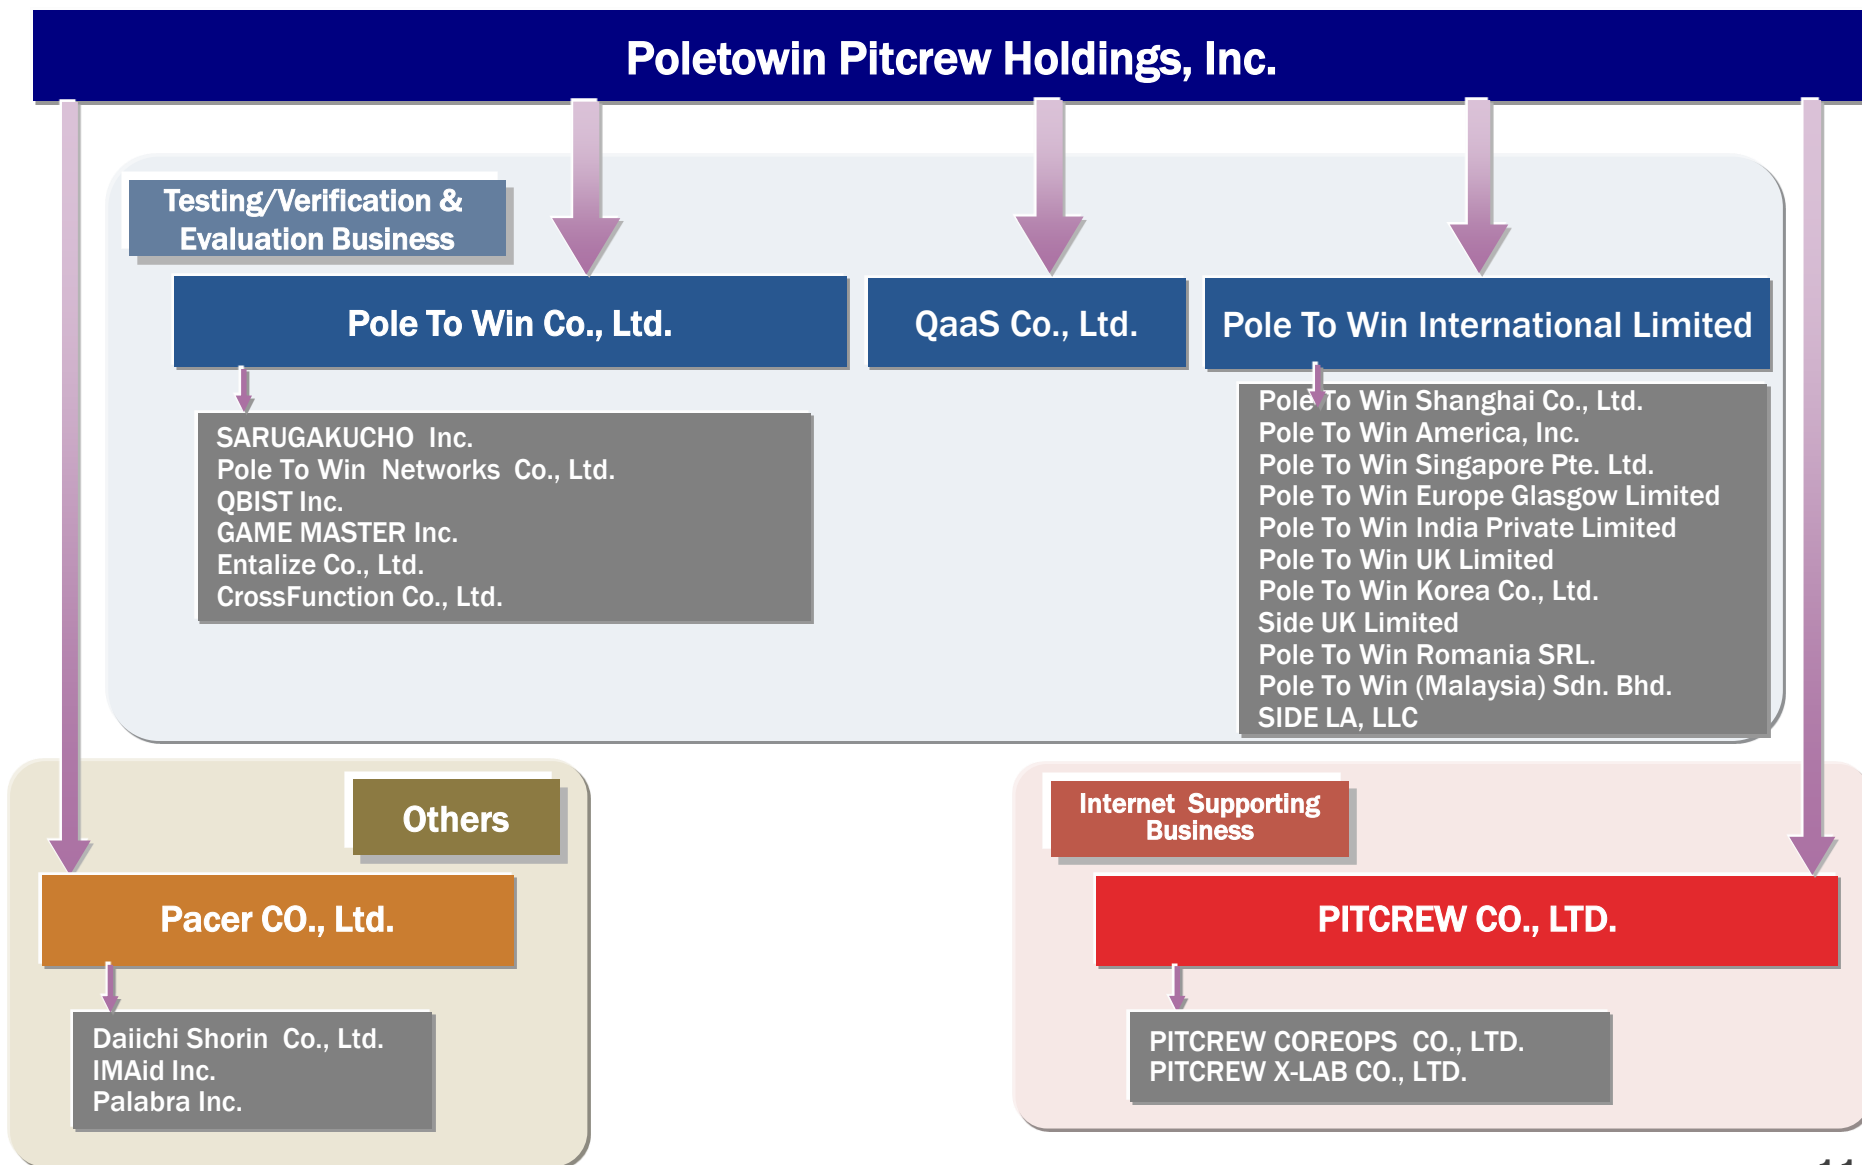 Poletowin Pitcrew Holdings, Inc.
Testing/Verification &
Evaluation Business
Pole To Win Co., Ltd.
QaaS Co., Ltd.
Pole To Win International Limited
SARUGAKUCHO Inc.
Pole To Win Networks Co., Ltd.
QBIST Inc.
GAME MASTER Inc.
Entalize Co., Ltd.
CrossFunction Co., Ltd.
Pole To Win Shanghai Co., Ltd.
Pole To Win America, Inc.
Pole To Win Singapore Pte. Ltd.
Pole To Win Europe Glasgow Limited
Pole To Win India Private Limited
Pole To Win UK Limited
Pole To Win Korea Co., Ltd.
Side UK Limited
Pole To Win Romania SRL.
Pole To Win (Malaysia) Sdn. Bhd.
SIDE LA, LLC
Others
Pacer CO., Ltd.
Daiichi Shorin Co., Ltd.
IMAid Inc.
Palabra Inc.
Internet Supporting
Business
PITCREW CO., LTD.
PITCREW COREOPS CO., LTD.
PITCREW X-LAB CO., LTD.